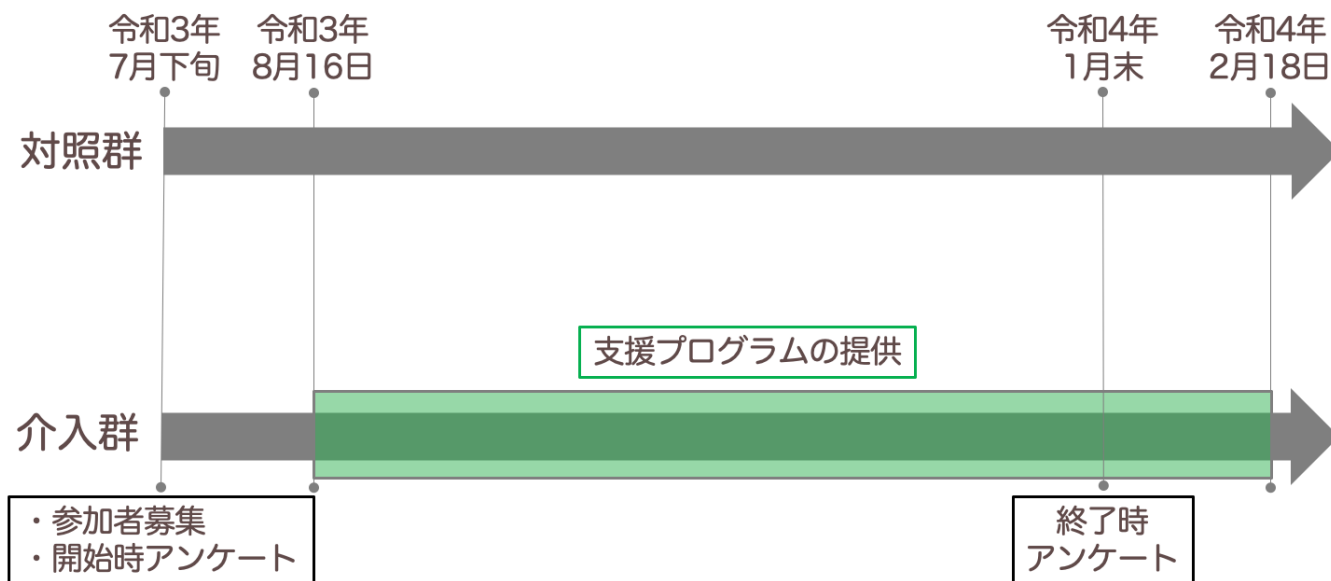 令和3年
7月下旬
令和3年
8月16日
令和4年
1月末
令和4年
2月18日
対照群
支援プログラムの提供
介入群
・参加者募集
・開始時アンケート
終了時
アンケート